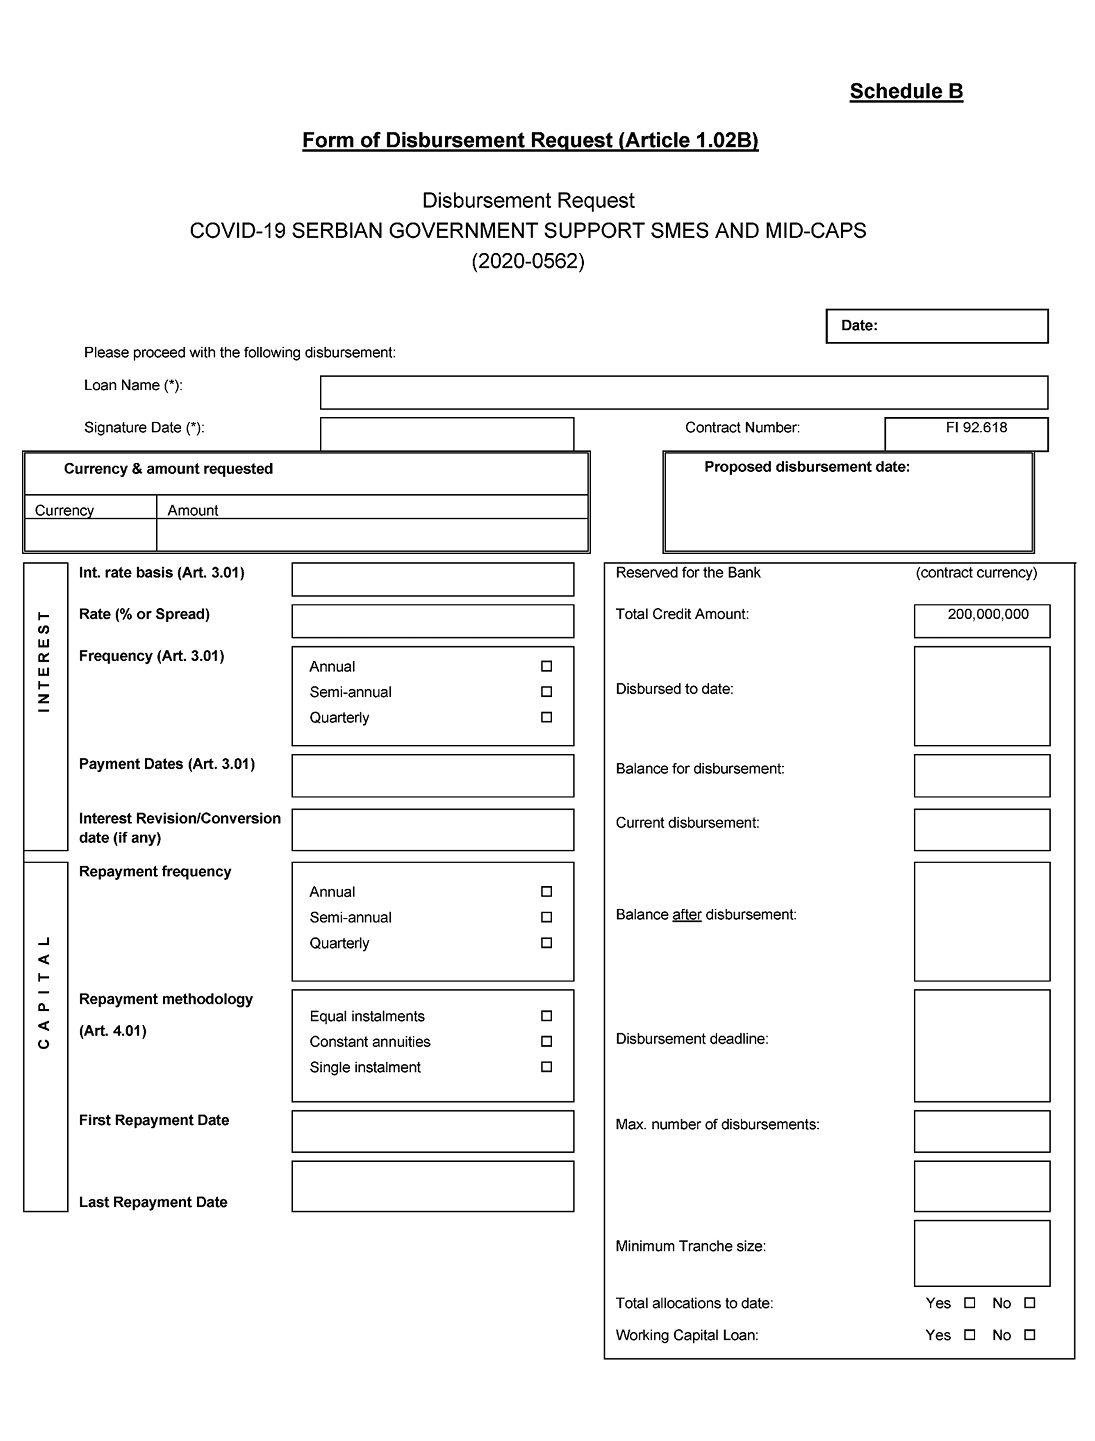 Schedule B
Form of Disbursement Request (Article 1.02B)
Disbursement Request
COVID-19 SERBIAN GOVERNMENT SUPPORT SMES AND MID-CAPS
(2020-0562)
Date:
Please proceed with the following disbursement:
Loan Name (*):
Signature Date (*):
Contract Number:
FI 92.618
Currency & amount requested
Currency
Amount
Proposed disbursement date:
INTEREST
Int. rate basis (Art. 3.01)
Rate (% or Spread)
Frequency (Art. 3.01)
Annual ☐
Semi-annual ☐
Quarterly ☐
Payment Dates (Art. 3.01)
Interest Revision/Conversion
date (if any)
CAPITAL
Repayment frequency
Annual ☐
Semi-annual ☐
Quarterly ☐
Repayment methodology
(Art. 4.01)
Equal instalments ☐
Constant annuities ☐
Single instalment ☐
First Repayment Date
Last Repayment Date
Reserved for the Bank (contract currency)
Total Credit Amount: 200,000,000
Disbursed to date:
Balance for disbursement:
Current disbursement:
Balance after disbursement:
Disbursement deadline:
Max. number of disbursements:
Minimum Tranche size:
Total allocations to date: Yes ☐ No ☐
Working Capital Loan: Yes ☐ No ☐